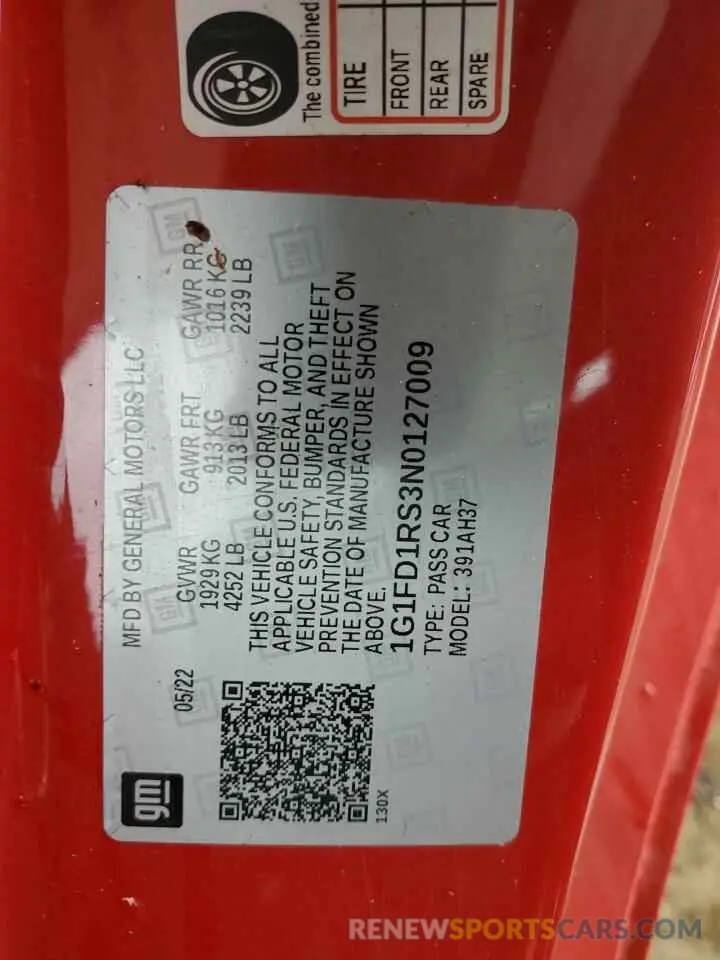 The combined
TIRE
FRONT
REAR
SPARE
MFD BY GENERAL MOTORS LLC
05/22
GVWR GAWR FRT GAWR RR
1929 KG 913 KG 1016 KG
4252 LB 2013 LB 2239 LB
THIS VEHICLE CONFORMS TO ALL
APPLICABLE U.S. FEDERAL MOTOR
VEHICLE SAFETY, BUMPER, AND THEFT
PREVENTION STANDARDS IN EFFECT ON
THE DATE OF MANUFACTURE SHOWN
ABOVE.
1G1FD1RS3N0127009
TYPE: PASS CAR
MODEL: 391AH37
gm
130X
RENEWSPORTSCARS.COM